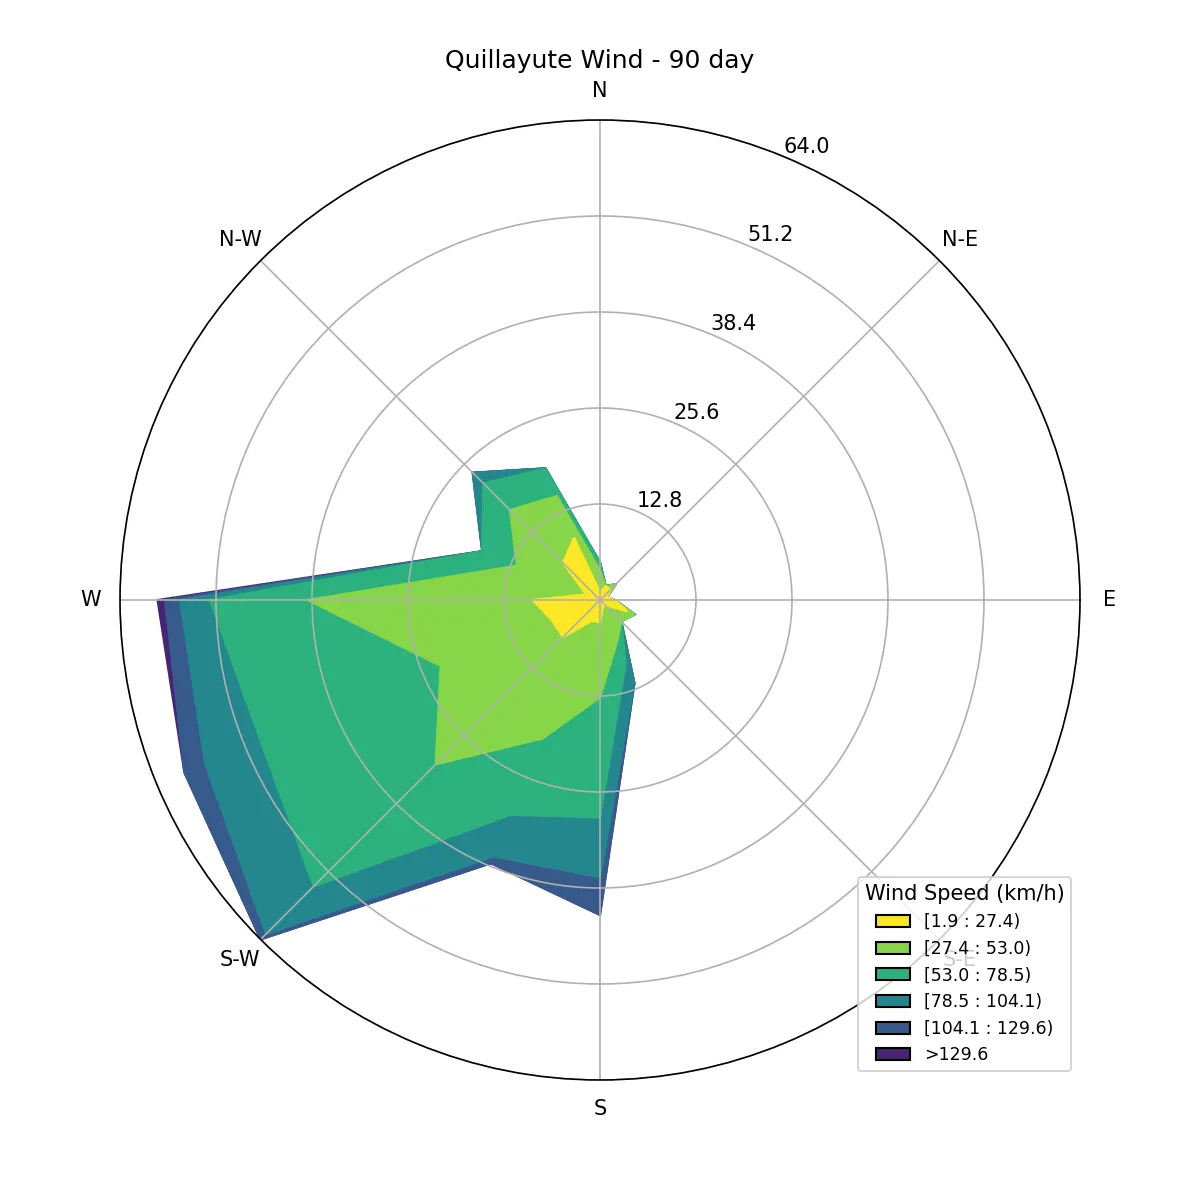 Quillayute Wind - 90 day
N
64.0
N-W
51.2
N-E
38.4
25.6
12.8
W
E
S-W
S-E
S
Wind Speed (km/h)
[1.9 : 27.4)
[27.4 : 53.0)
[53.0 : 78.5)
[78.5 : 104.1)
[104.1 : 129.6)
>129.6